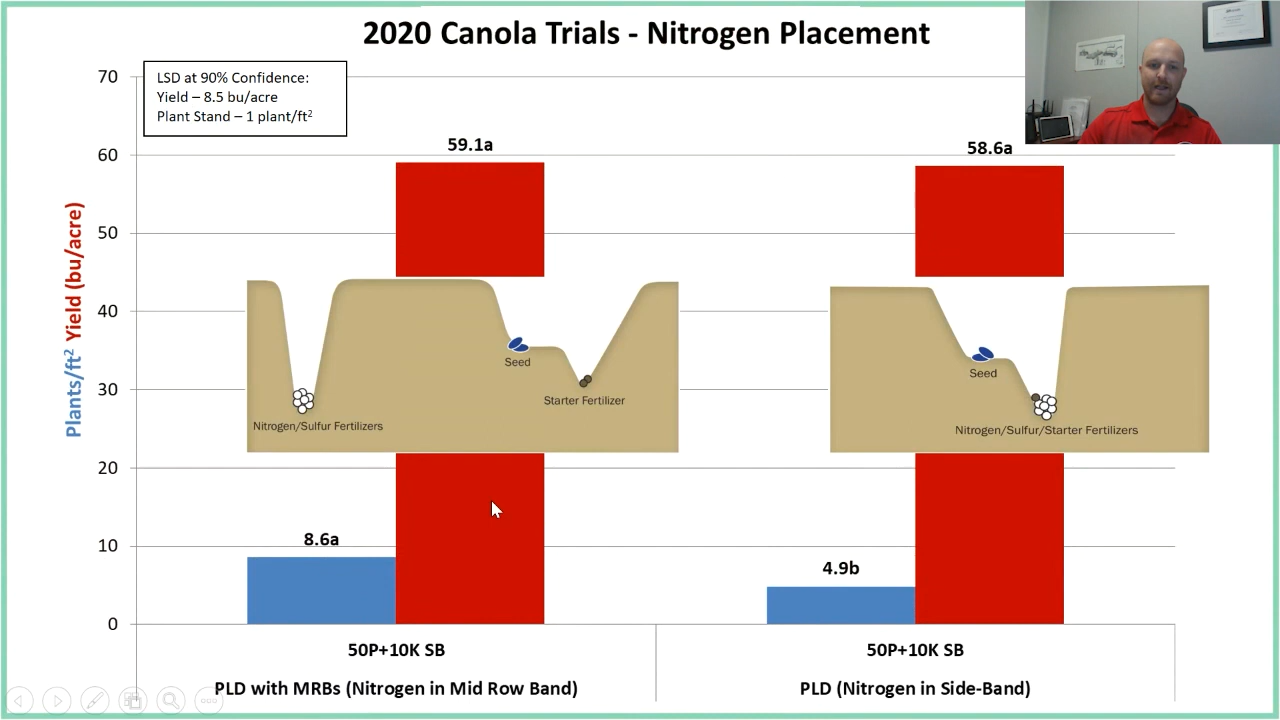 2020 Canola Trials - Nitrogen Placement
LSD at 90% Confidence:
Yield – 8.5 bu/acre
Plant Stand – 1 plant/ft²
70
60
50
40
30
20
10
0
Plants/ft² Yield (bu/acre)
59.1a
58.6a
8.6a
4.9b
Seed
Starter Fertilizer
Nitrogen/Sulfur Fertilizers
Seed
Nitrogen/Sulfur/Starter Fertilizers
50P+10K SB
50P+10K SB
PLD with MRBs (Nitrogen in Mid Row Band)
PLD (Nitrogen in Side-Band)